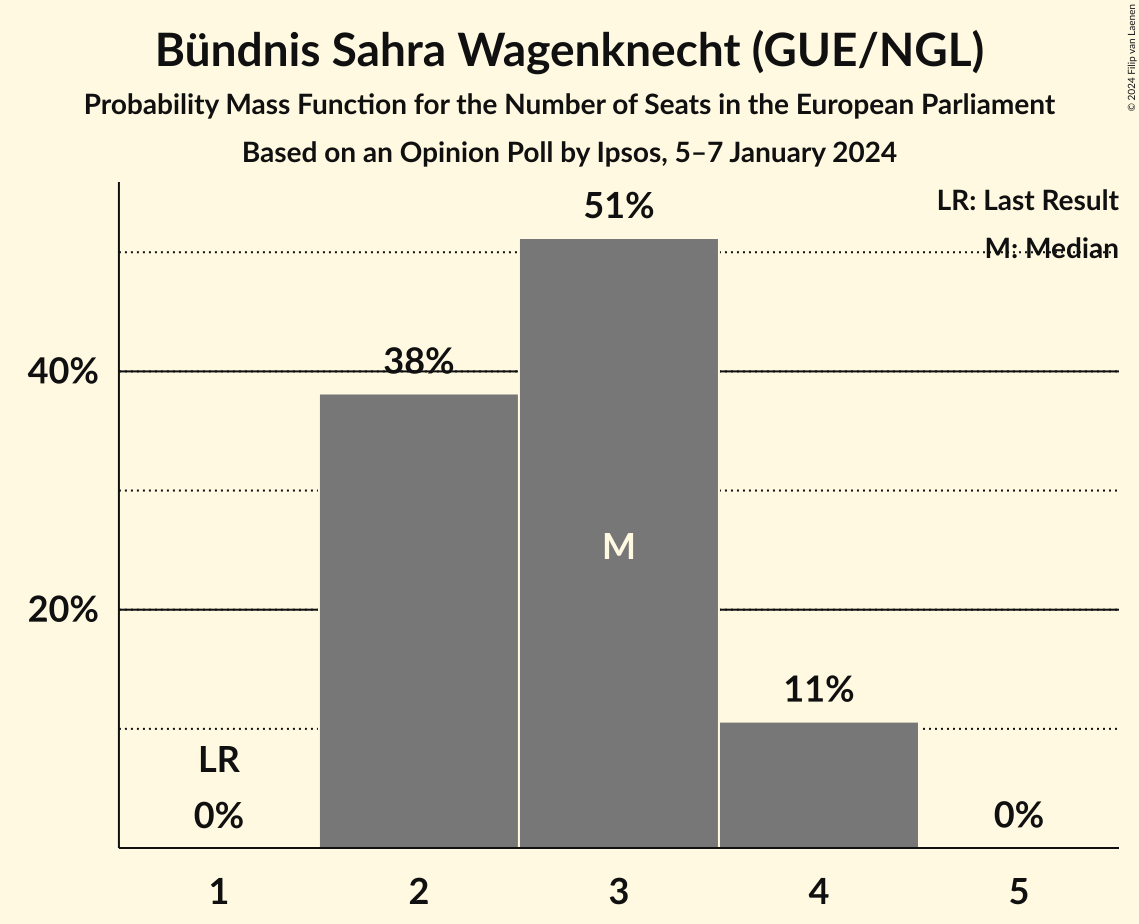 Bündnis Sahra Wagenknecht (GUE/NGL)
Probability Mass Function for the Number of Seats in the European Parliament
Based on an Opinion Poll by Ipsos, 5–7 January 2024
© 2024 Filip van Laenen
LR: Last Result
M: Median
51%
38%
40%
M
20%
11%
LR
0%
0%
1 2 3 4 5